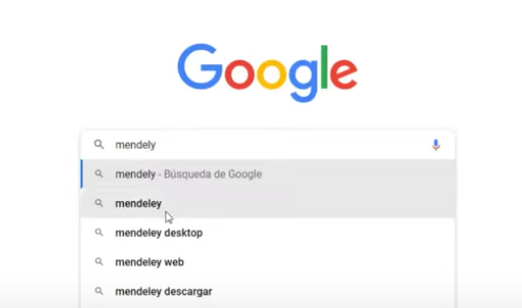 Google
mendely
mendely - Búsqueda de Google
mendeley
mendeley desktop
mendeley web
mendeley descargar